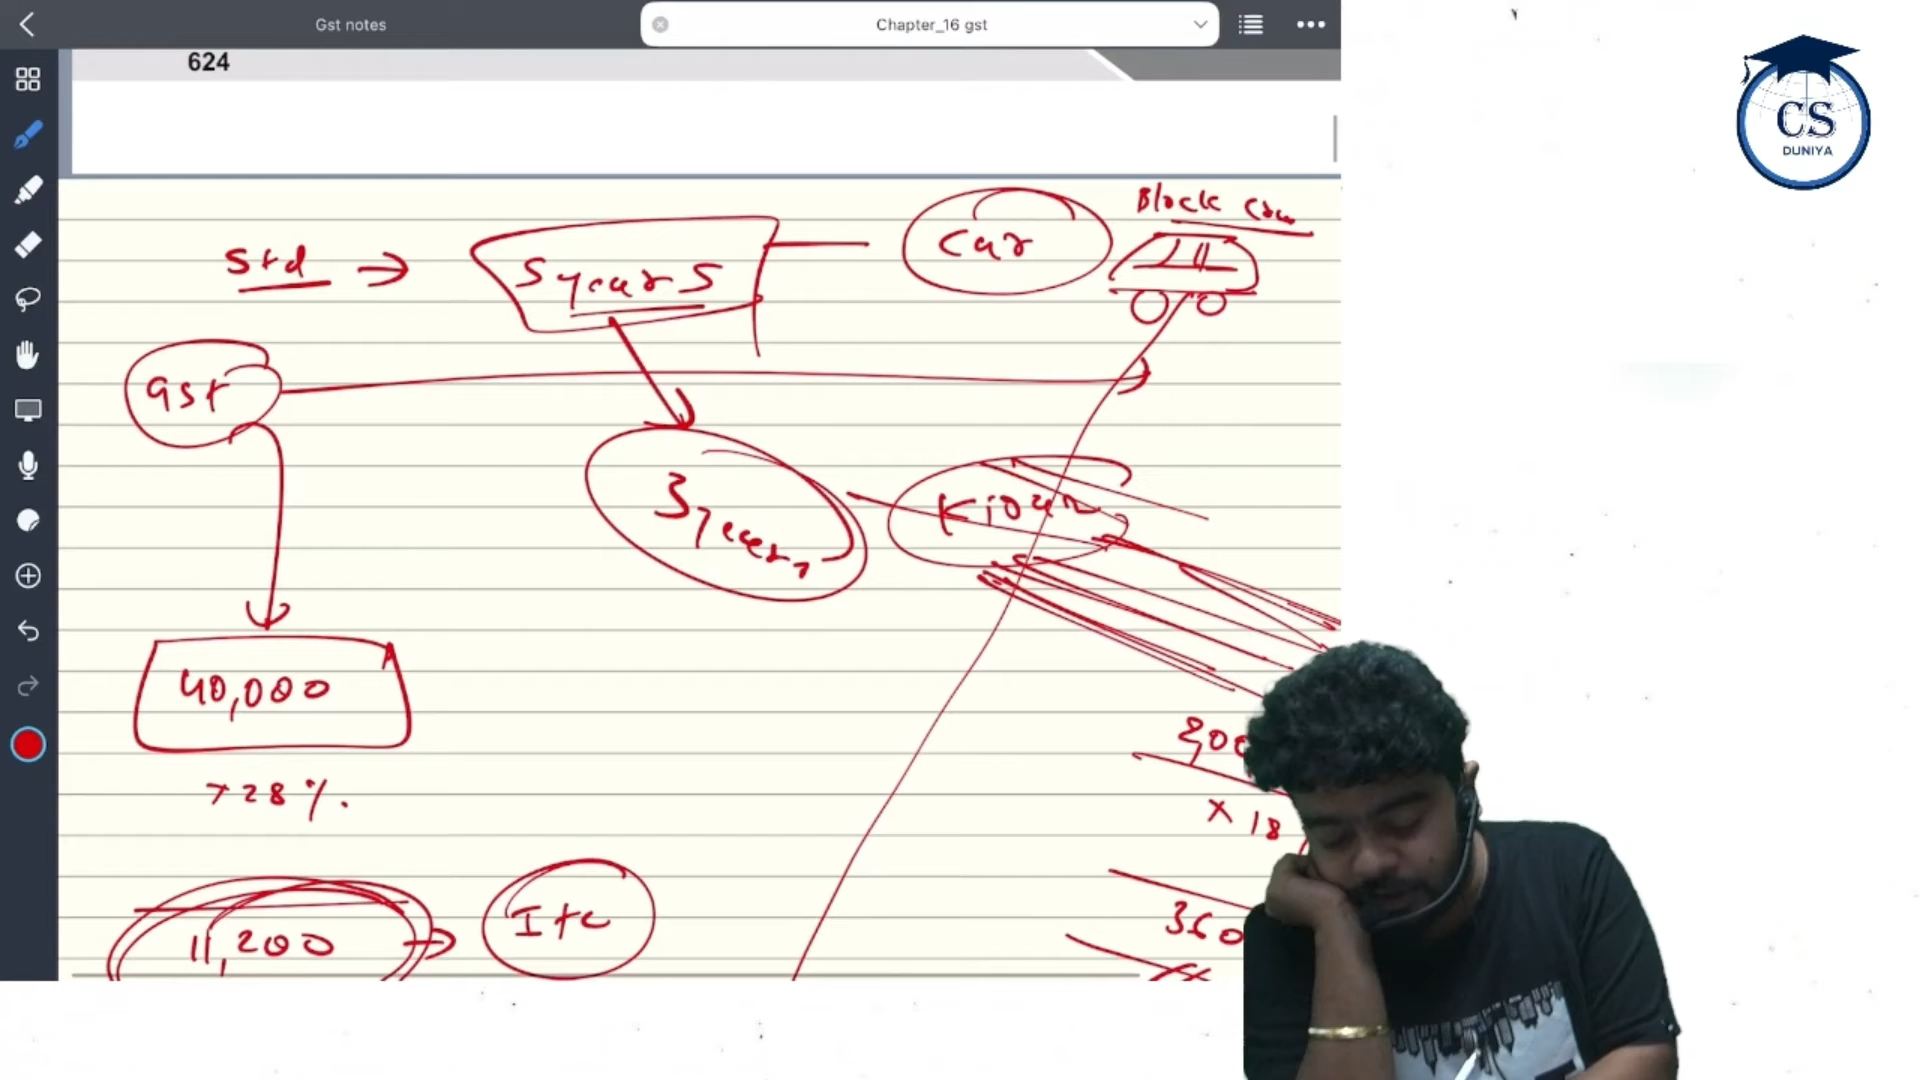 Gst notes
Chapter_16 gst
624
CS
DUNIYA
Block
Car
Std →
5 years
Gst
3 years
40,000
x 28 %.
x 18
360
11,200
Itc